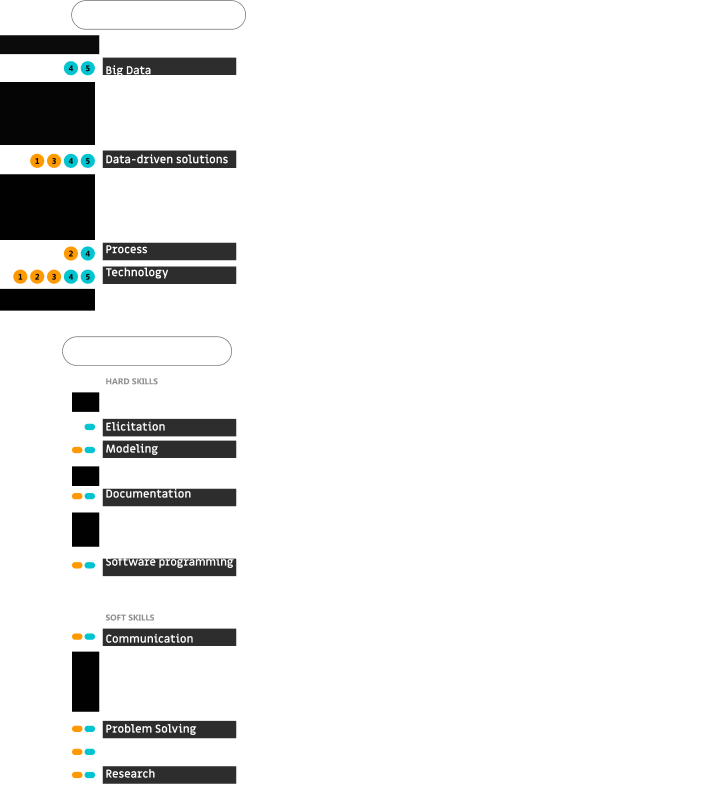 4 5 Big Data
1 3 4 5 Data-driven solutions
2 4 Process
1 2 3 4 5 Technology
HARD SKILLS
Elicitation
Modeling
Documentation
Software programming
SOFT SKILLS
Communication
Problem Solving
Research